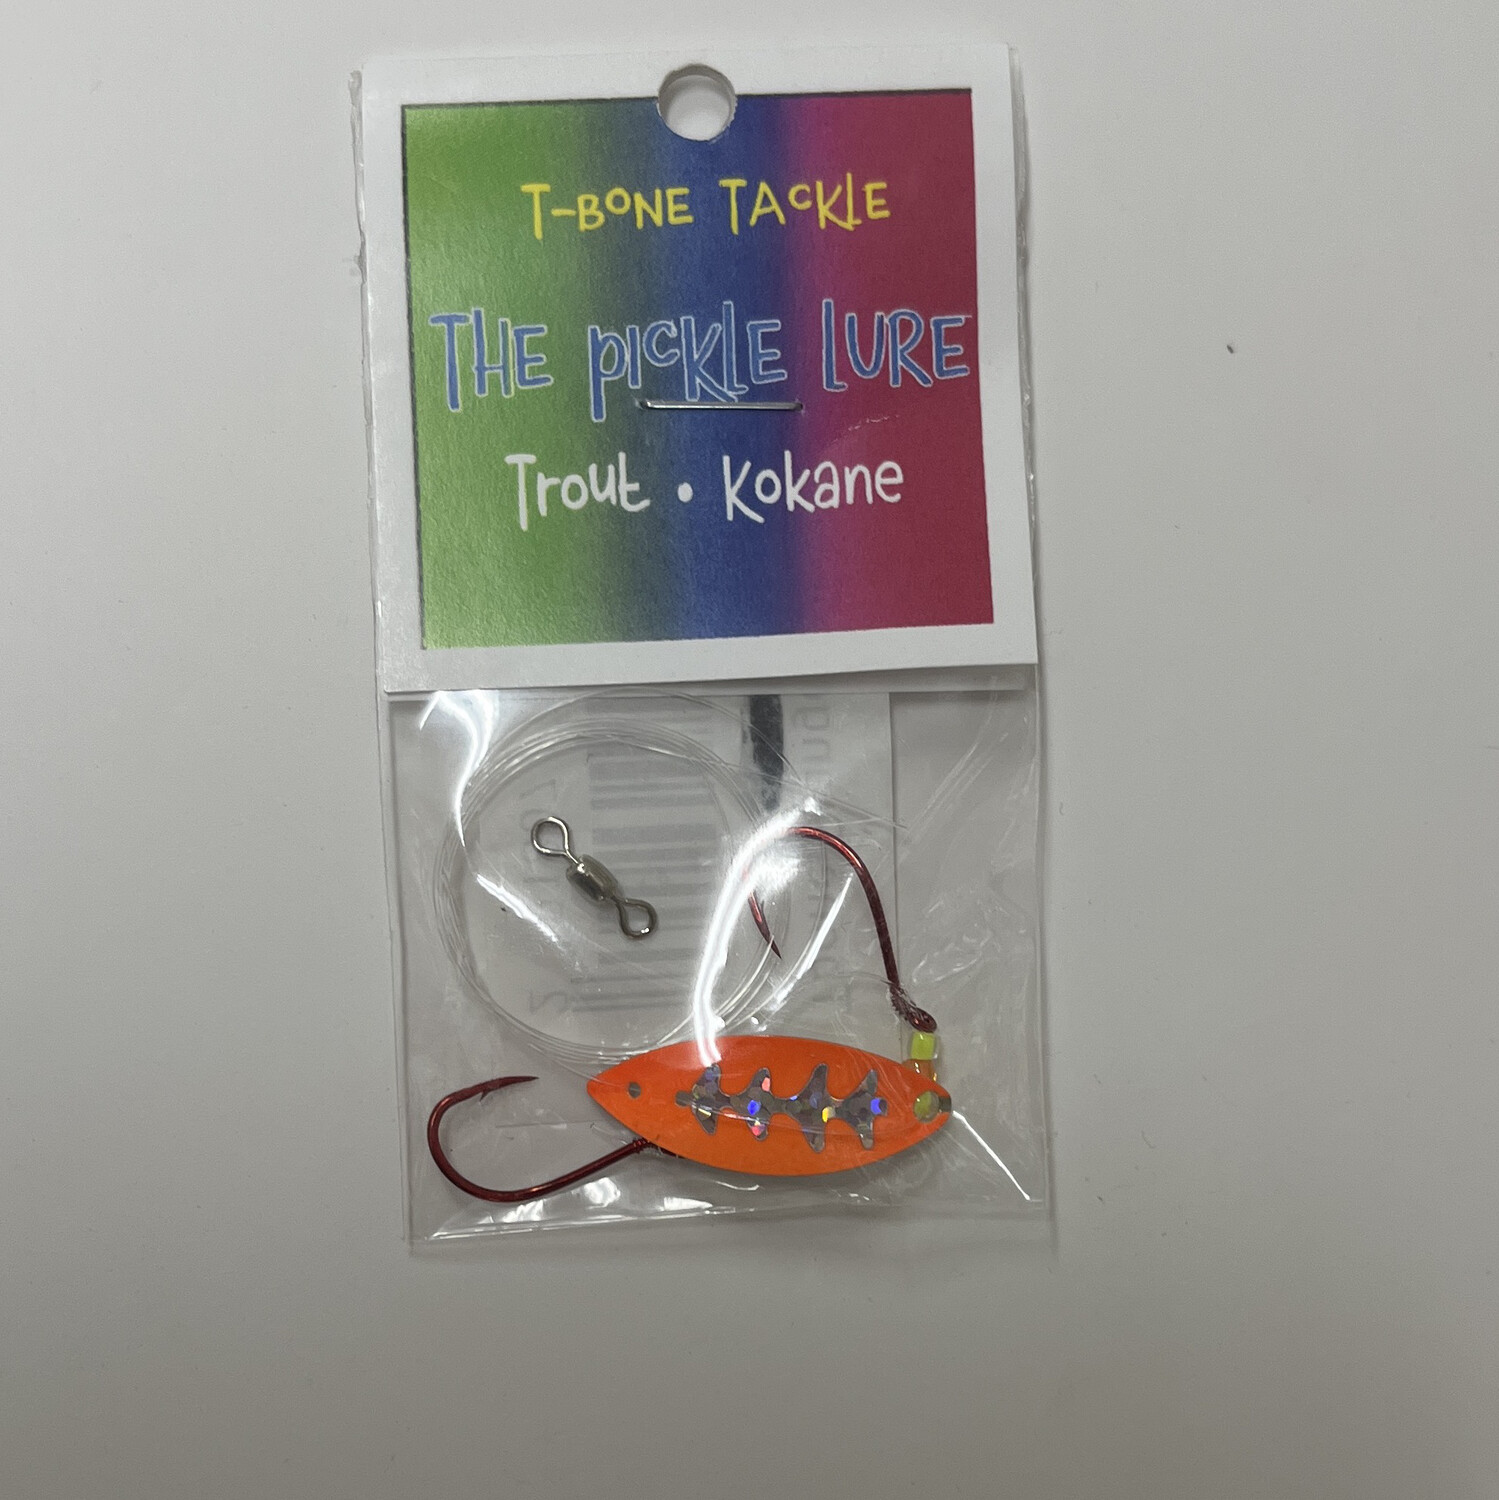 T-BONE TACKLE
THE PICKLE LURE
Trout • Kokane